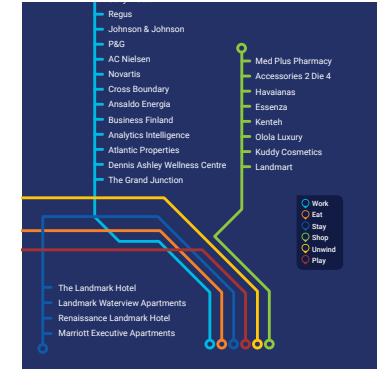 Regus
Johnson & Johnson
P&G
AC Nielsen
Novartis
Cross Boundary
Ansaldo Energia
Business Finland
Analytics Intelligence
Atlantic Properties
Dennis Ashley Wellness Centre
The Grand Junction
Med Plus Pharmacy
Accessories 2 Die 4
Havaianas
Essenza
Kenteh
Olola Luxury
Kuddy Cosmetics
Landmart
Work
Eat
Stay
Shop
Unwind
Play
The Landmark Hotel
Landmark Waterview Apartments
Renaissance Landmark Hotel
Marriott Executive Apartments